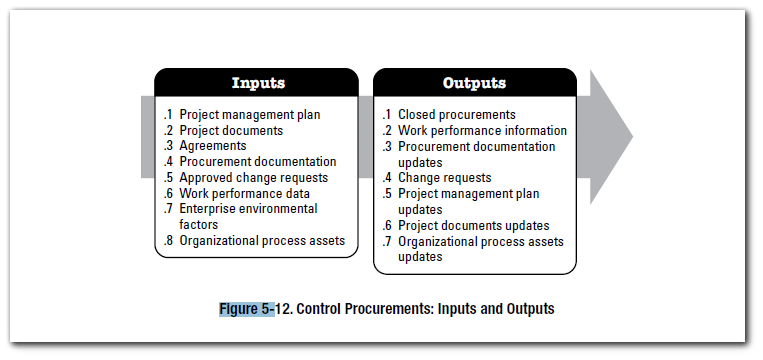 Inputs
.1 Project management plan
.2 Project documents
.3 Agreements
.4 Procurement documentation
.5 Approved change requests
.6 Work performance data
.7 Enterprise environmental
factors
.8 Organizational process assets
Outputs
.1 Closed procurements
.2 Work performance information
.3 Procurement documentation
updates
.4 Change requests
.5 Project management plan
updates
.6 Project documents updates
.7 Organizational process assets
updates
Figure 5-12. Control Procurements: Inputs and Outputs